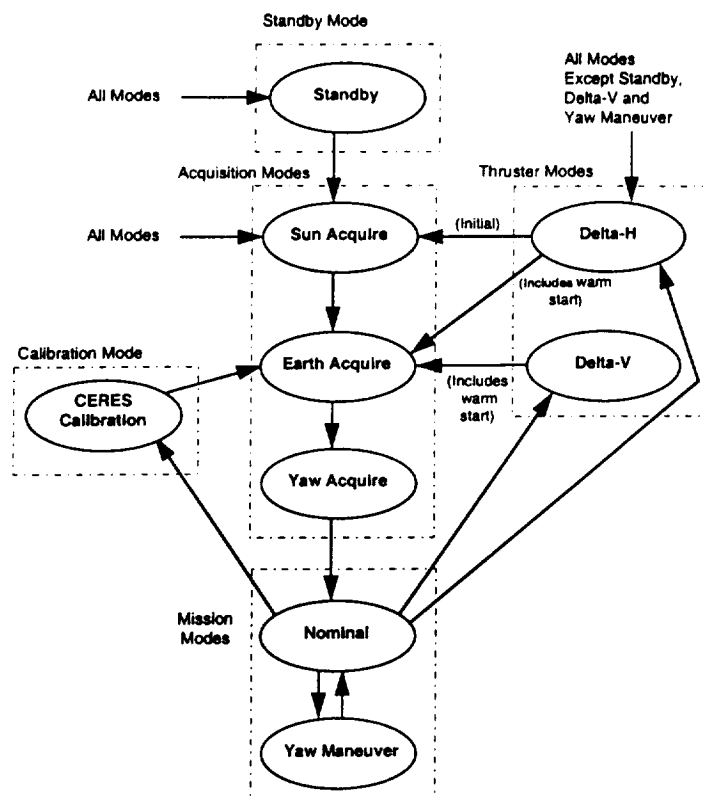 Standby Mode
All Modes
Except Standby,
Delta-V and
Yaw Maneuver
All Modes
Standby
Acquisition Modes
Thruster Modes
All Modes
Sun Acquire
(Initial)
Delta-H
(Includes warm
start)
Calibration Mode
Earth Acquire
Delta-V
(Includes
warm
start)
CERES
Calibration
Yaw Acquire
Mission
Modes
Nominal
Yaw Maneuver